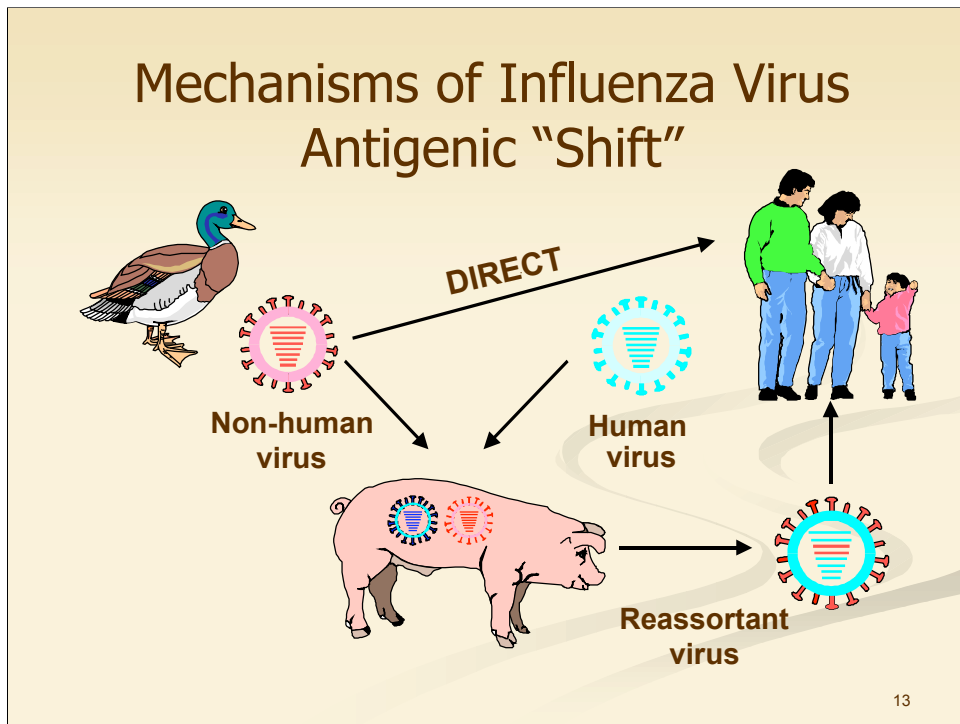 Mechanisms of Influenza Virus
Antigenic “Shift”
DIRECT
Non-human
virus
Human
virus
Reassortant
virus
13